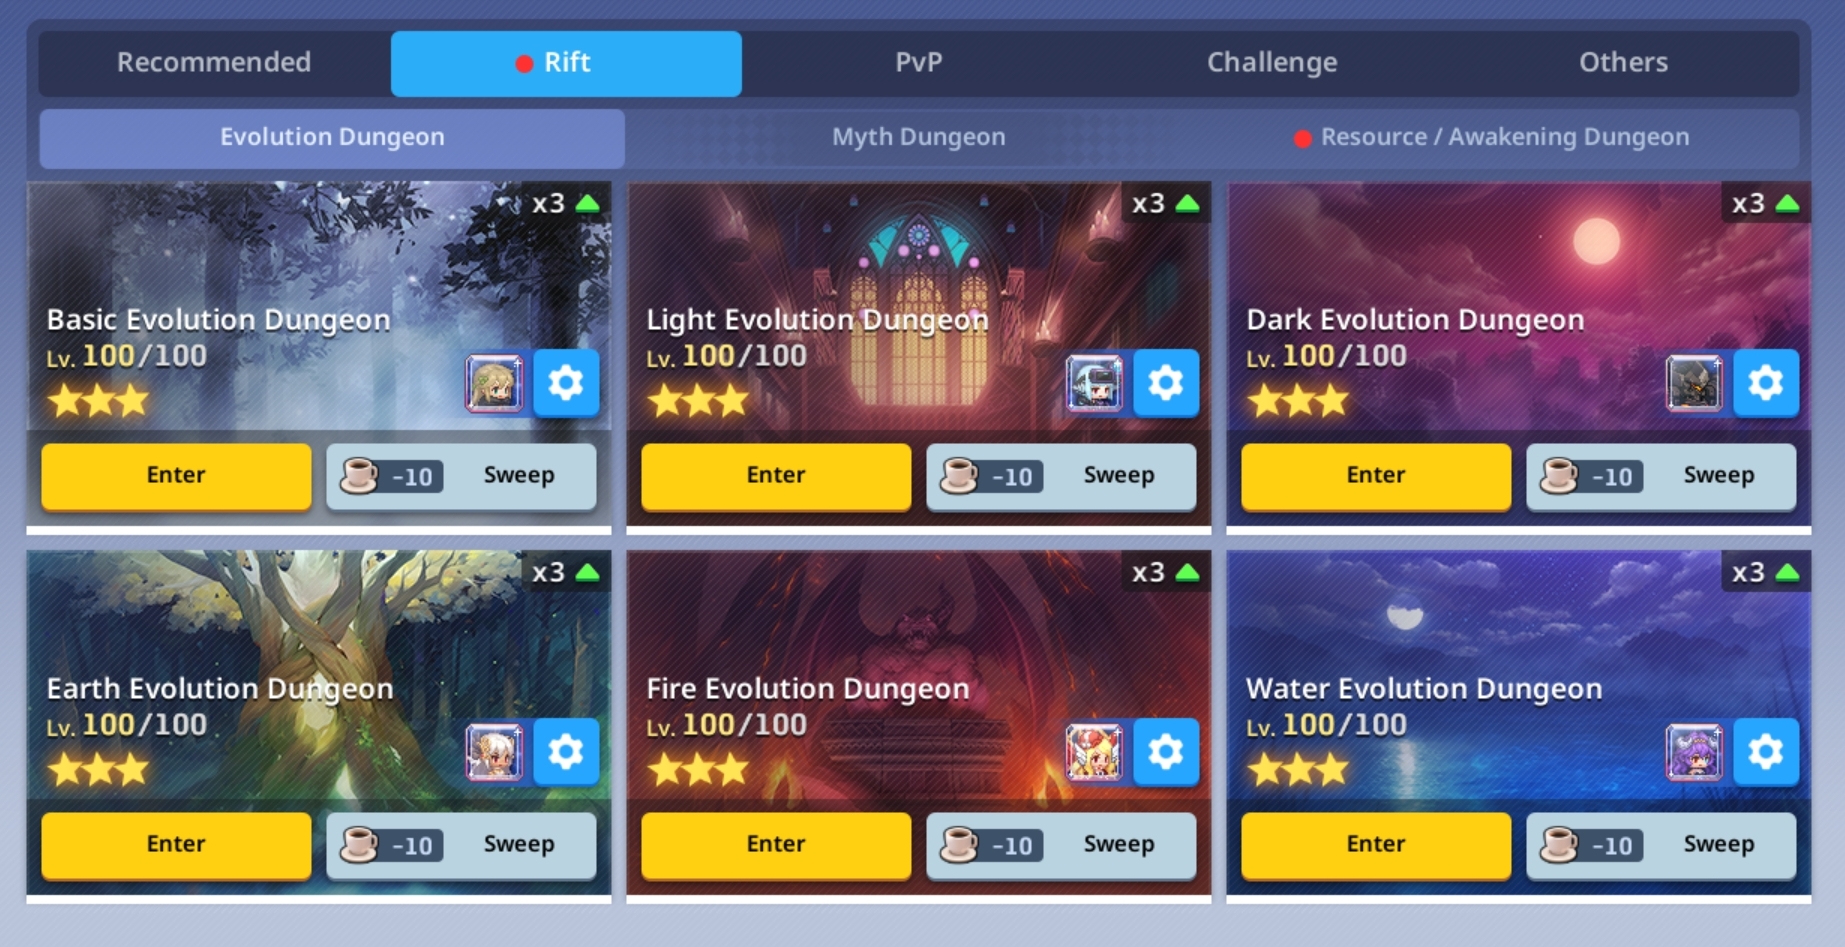 Recommended
Rift
PvP
Challenge
Others
Evolution Dungeon
Myth Dungeon
Resource / Awakening Dungeon
x3
Basic Evolution Dungeon
Lv. 100/100
Enter
-10
Sweep
x3
Light Evolution Dungeon
Lv. 100/100
Enter
-10
Sweep
x3
Dark Evolution Dungeon
Lv. 100/100
Enter
-10
Sweep
x3
Earth Evolution Dungeon
Lv. 100/100
Enter
-10
Sweep
x3
Fire Evolution Dungeon
Lv. 100/100
Enter
-10
Sweep
x3
Water Evolution Dungeon
Lv. 100/100
Enter
-10
Sweep